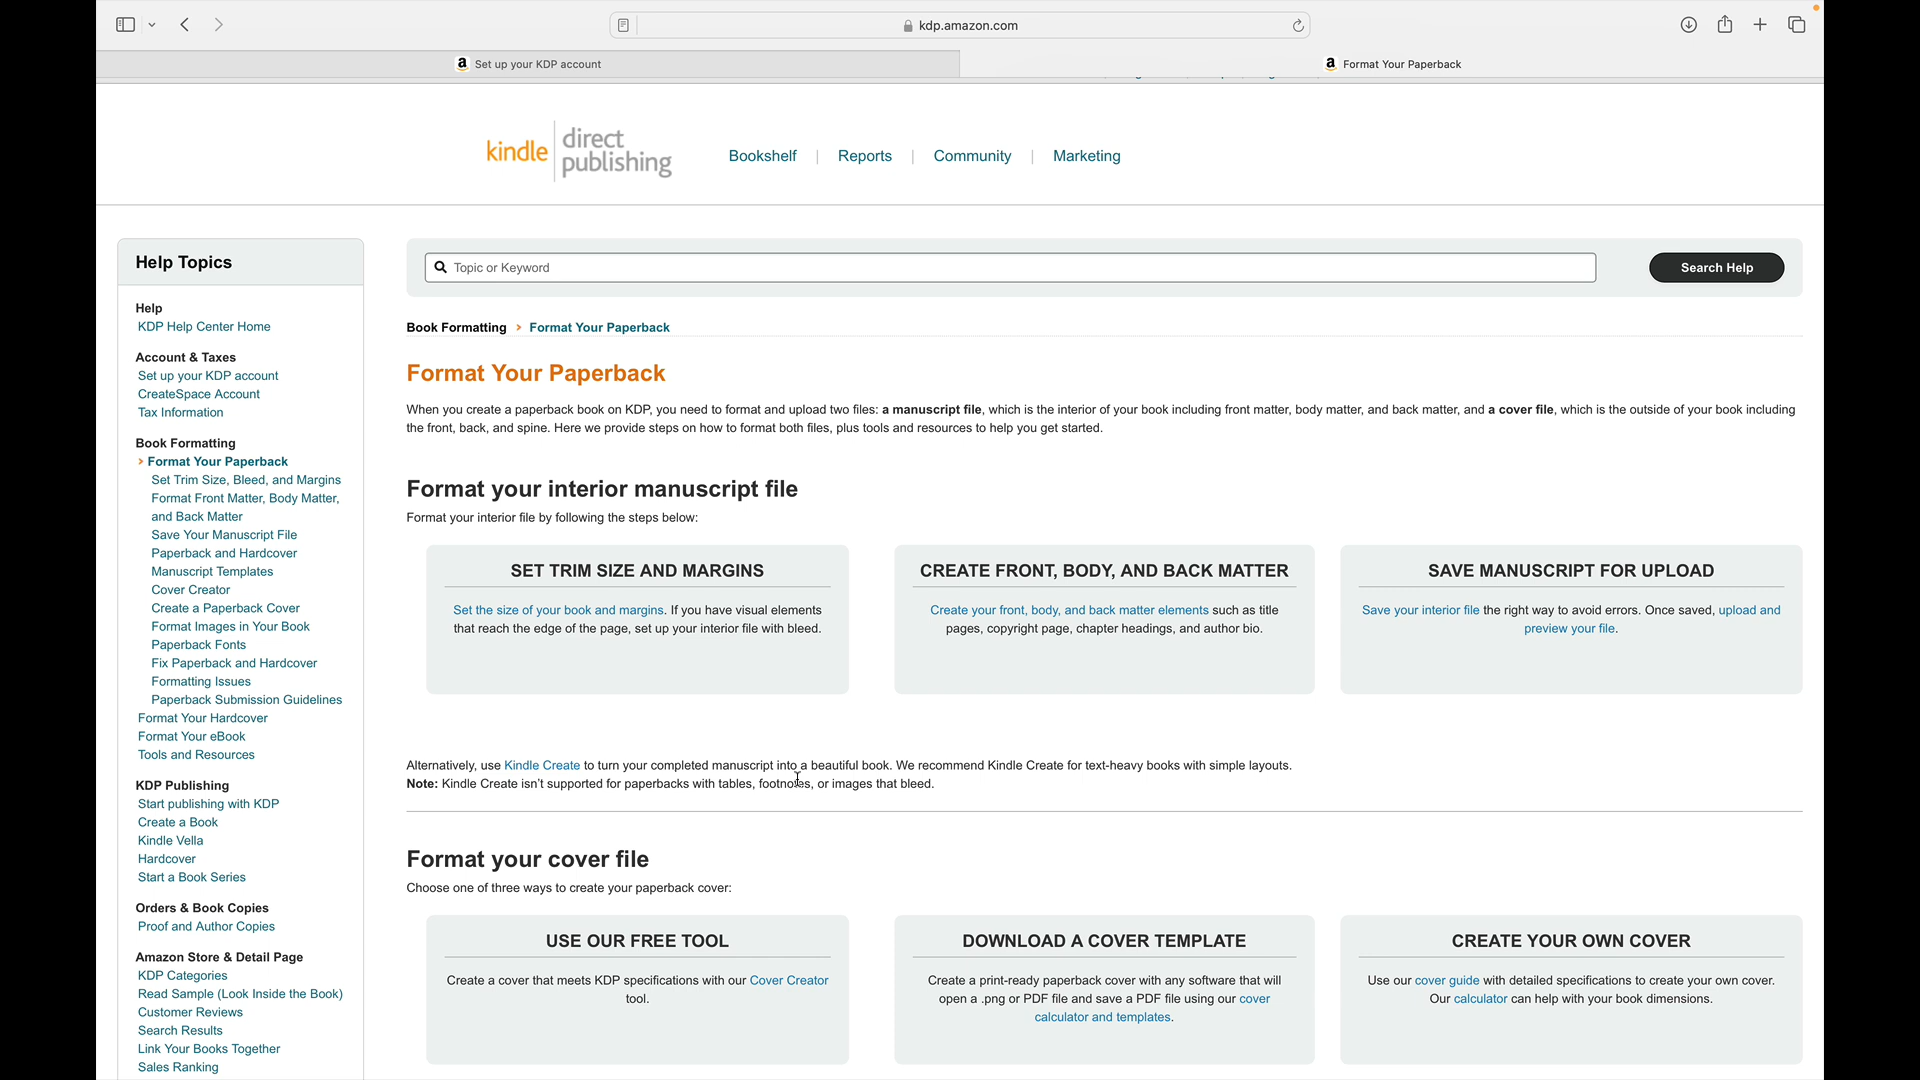 kdp.amazon.com
Set up your KDP account
Format Your Paperback
kindle direct publishing
Bookshelf | Reports | Community | Marketing
Help Topics
Help
KDP Help Center Home
Account & Taxes
Set up your KDP account
CreateSpace Account
Tax Information
Book Formatting
> Format Your Paperback
Set Trim Size, Bleed, and Margins
Format Front Matter, Body Matter,
and Back Matter
Save Your Manuscript File
Paperback and Hardcover
Manuscript Templates
Cover Creator
Create a Paperback Cover
Format Images in Your Book
Paperback Fonts
Fix Paperback and Hardcover
Formatting Issues
Paperback Submission Guidelines
Format Your Hardcover
Format Your eBook
Tools and Resources
KDP Publishing
Start publishing with KDP
Create a Book
Kindle Vella
Hardcover
Start a Book Series
Orders & Book Copies
Proof and Author Copies
Amazon Store & Detail Page
KDP Categories
Read Sample (Look Inside the Book)
Customer Reviews
Search Results
Link Your Books Together
Sales Ranking
Topic or Keyword
Search Help
Book Formatting > Format Your Paperback
Format Your Paperback
When you create a paperback book on KDP, you need to format and upload two files: a manuscript file, which is the interior of your book including front matter, body matter, and back matter, and a cover file, which is the outside of your book including
the front, back, and spine. Here we provide steps on how to format both files, plus tools and resources to help you get started.
Format your interior manuscript file
Format your interior file by following the steps below:
SET TRIM SIZE AND MARGINS
Set the size of your book and margins. If you have visual elements
that reach the edge of the page, set up your interior file with bleed.
CREATE FRONT, BODY, AND BACK MATTER
Create your front, body, and back matter elements such as title
pages, copyright page, chapter headings, and author bio.
SAVE MANUSCRIPT FOR UPLOAD
Save your interior file the right way to avoid errors. Once saved, upload and
preview your file.
Alternatively, use Kindle Create to turn your completed manuscript into a beautiful book. We recommend Kindle Create for text-heavy books with simple layouts.
Note: Kindle Create isn't supported for paperbacks with tables, footnotes, or images that bleed.
Format your cover file
Choose one of three ways to create your paperback cover:
USE OUR FREE TOOL
Create a cover that meets KDP specifications with our Cover Creator
tool.
DOWNLOAD A COVER TEMPLATE
Create a print-ready paperback cover with any software that will
open a .png or PDF file and save a PDF file using our cover
calculator and templates.
CREATE YOUR OWN COVER
Use our cover guide with detailed specifications to create your own cover.
Our calculator can help with your book dimensions.